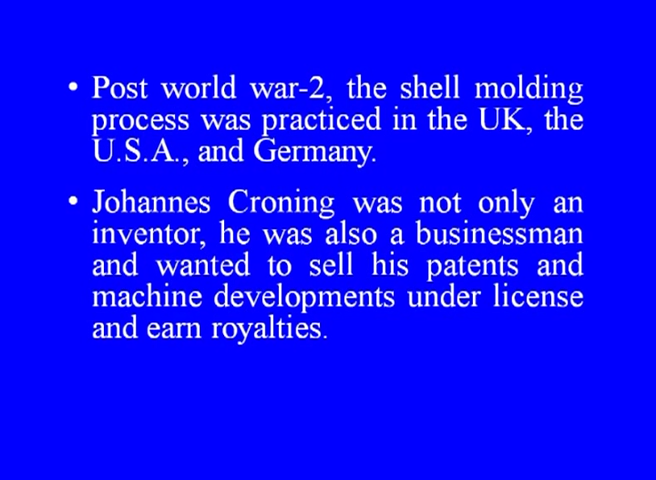 • Post world war-2, the shell molding
process was practiced in the UK, the
U.S.A., and Germany.
• Johannes Croning was not only an
inventor, he was also a businessman
and wanted to sell his patents and
machine developments under license
and earn royalties.